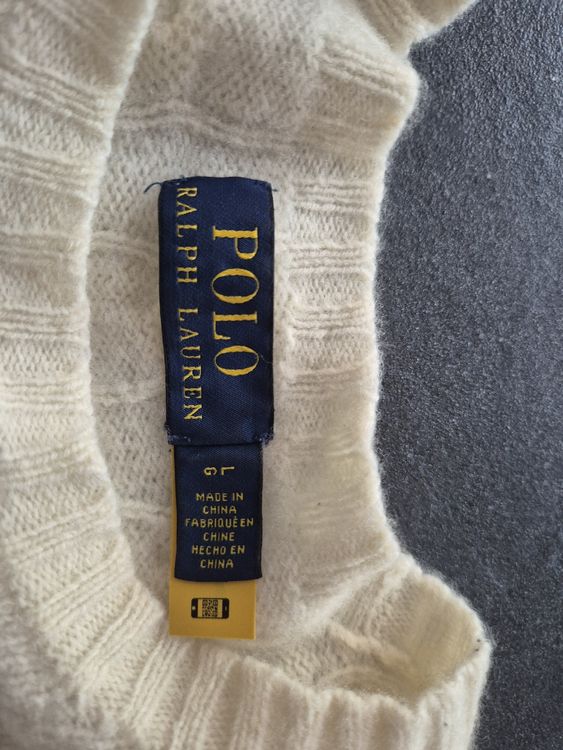 POLO
RALPH LAUREN
L
G
MADE IN
CHINA
FABRIQUÉ EN
CHINE
HECHO EN
CHINA